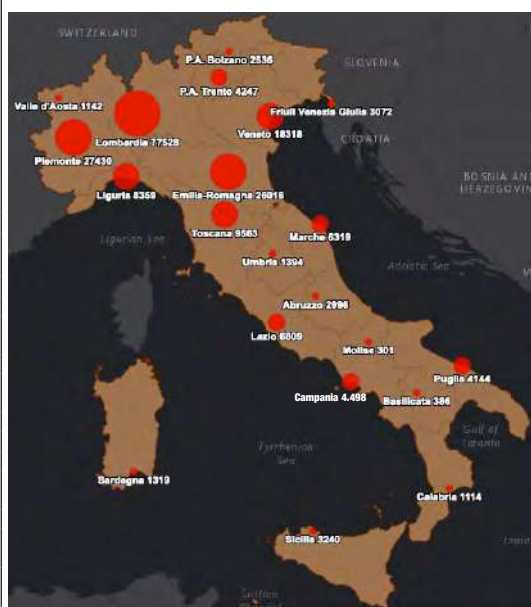 SWITZERLAND
P.A. Bolzano 2536
SLOVENIA
P.A. Trento 4247
Valle d'Aosta 1142
Friuli Venezia Giulia 3072
Lombardia 77528
Veneto 18318
CROATIA
Piemonte 27430
BOSNIA AND
HERZEGOVIN
Liguria 8359
Emilia-Romagna 26016
Toscana 9563
Marche 6319
Ligurian Sea
Umbria 1394
Adriatic Sea
Abruzzo 2996
Lazio 6809
Molise 301
Puglia 4144
Campania 4.498
Basilicata 386
Gulf of
Taranto
Tyrrhenian
Sea
Sardegna 1319
Calabria 1114
Sicilia 3240
Sicilian